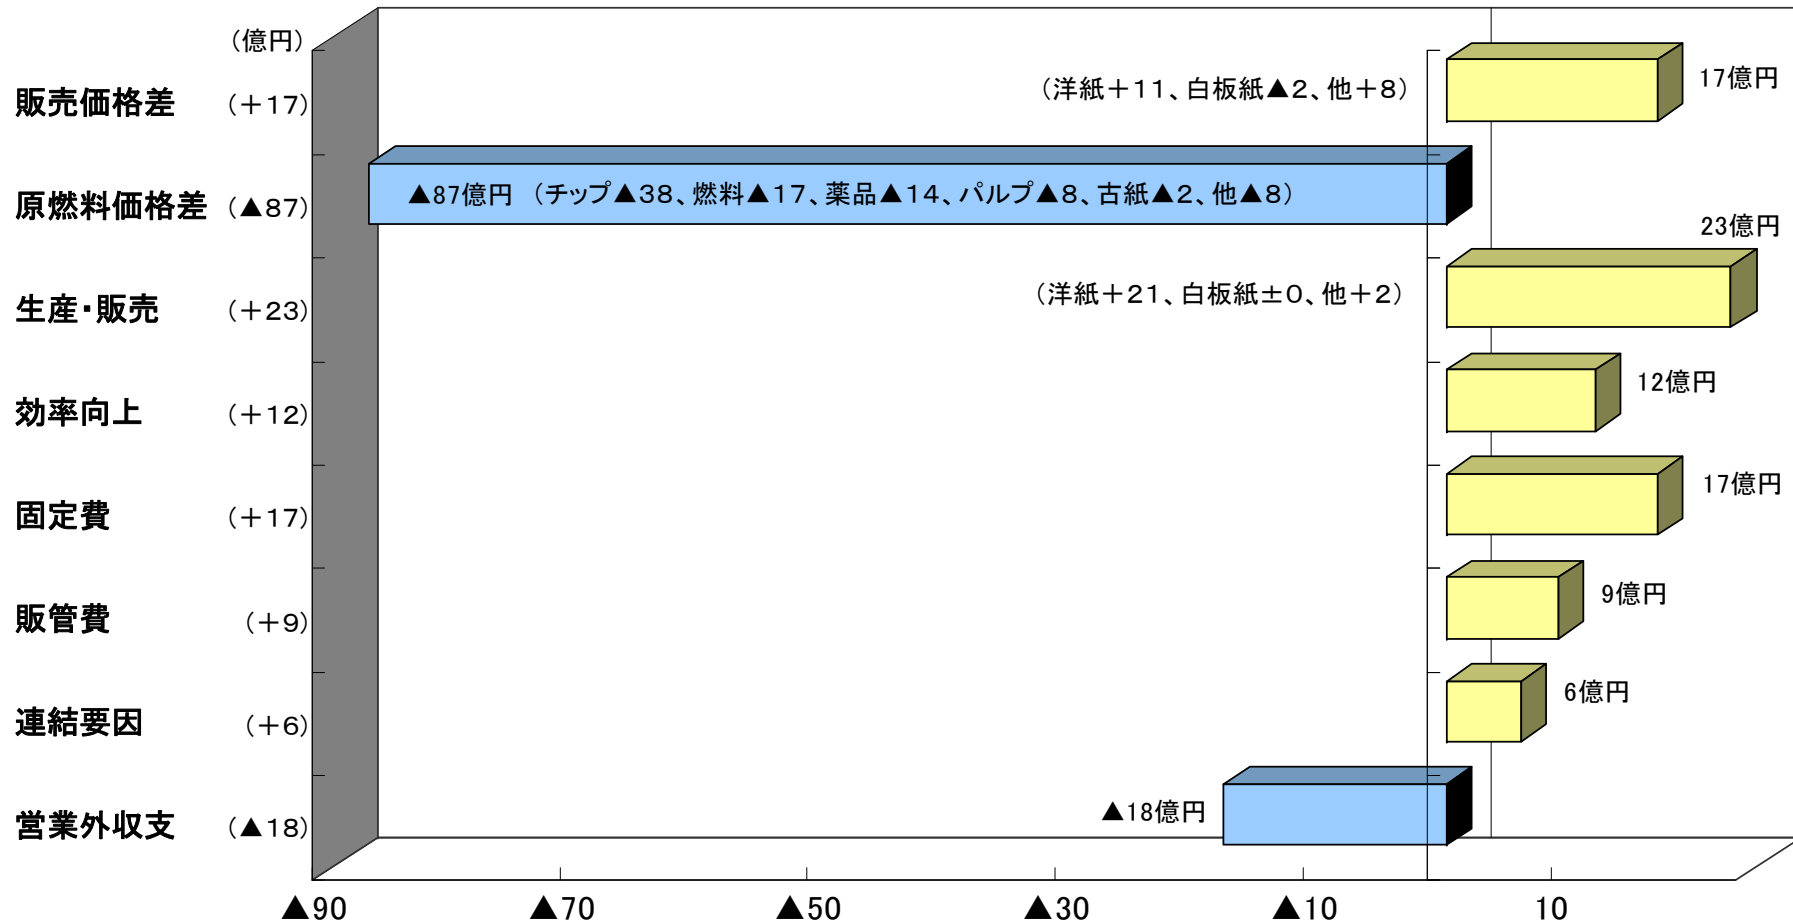 （億円）
販売価格差 （＋17） （洋紙＋11、白板紙▲2、他＋8） 17億円
原燃料価格差 （▲87） ▲87億円 （チップ▲38、燃料▲17、薬品▲14、パルプ▲8、古紙▲2、他▲8）
23億円
生産・販売 （＋23） （洋紙＋21、白板紙±0、他＋2）
効率向上 （＋12） 12億円
固定費 （＋17） 17億円
販管費 （＋9） 9億円
連結要因 （＋6） 6億円
営業外収支 （▲18） ▲18億円
▲90 ▲70 ▲50 ▲30 ▲10 10